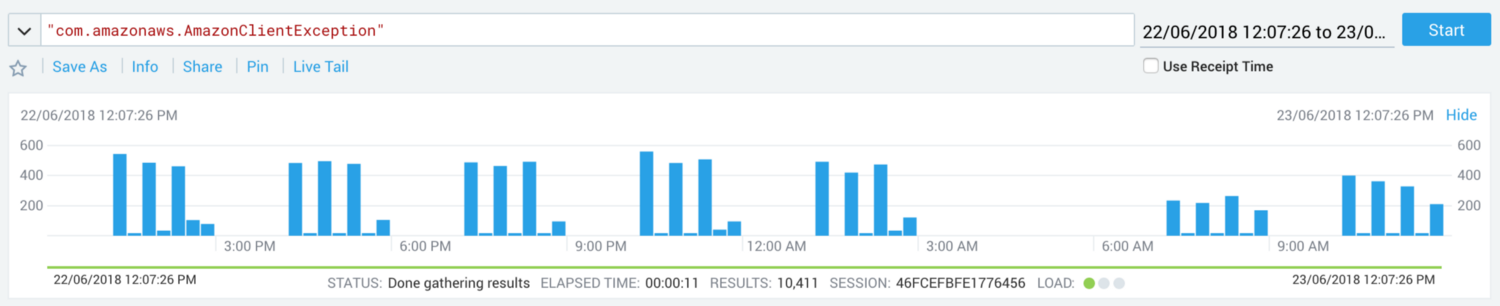 "com.amazonaws.AmazonClientException" 22/06/2018 12:07:26 to 23/0... Start
Save As Info Share Pin Live Tail Use Receipt Time
22/06/2018 12:07:26 PM 23/06/2018 12:07:26 PM Hide
600 600
400 400
200 200
3:00 PM 6:00 PM 9:00 PM 12:00 AM 3:00 AM 6:00 AM 9:00 AM
22/06/2018 12:07:26 PM STATUS: Done gathering results ELAPSED TIME: 00:00:11 RESULTS: 10,411 SESSION: 46FCEFBFE1776456 LOAD: 23/06/2018 12:07:26 PM